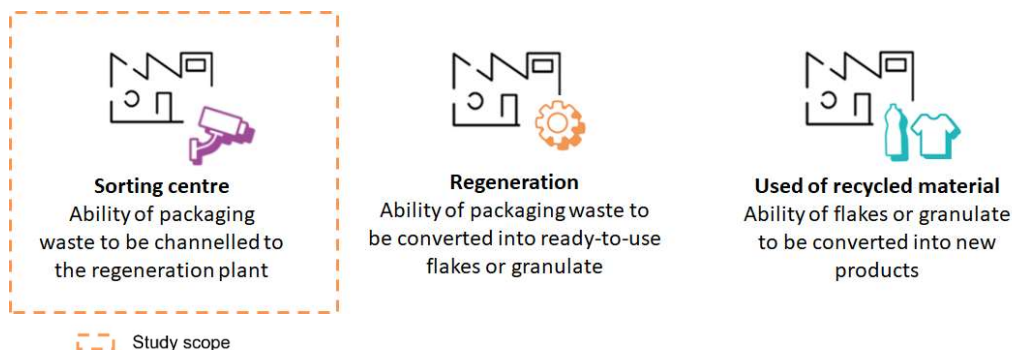 Sorting centre
Ability of packaging
waste to be channelled to
the regeneration plant
Regeneration
Ability of packaging waste to
be converted into ready-to-use
flakes or granulate
Used of recycled material
Ability of flakes or granulate
to be converted into new
products
Study scope